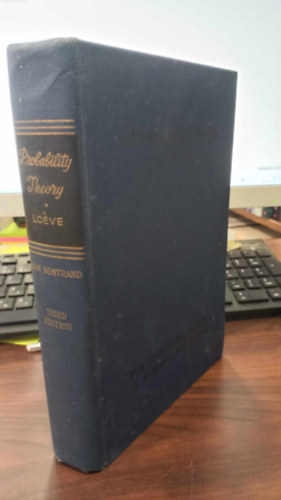 Probability
Theory
LOÈVE
VAN NOSTRAND
THIRD
EDITION